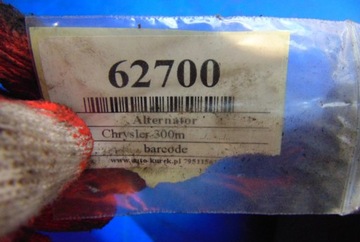 62700
Alternator
Chrysler 300m
barcode